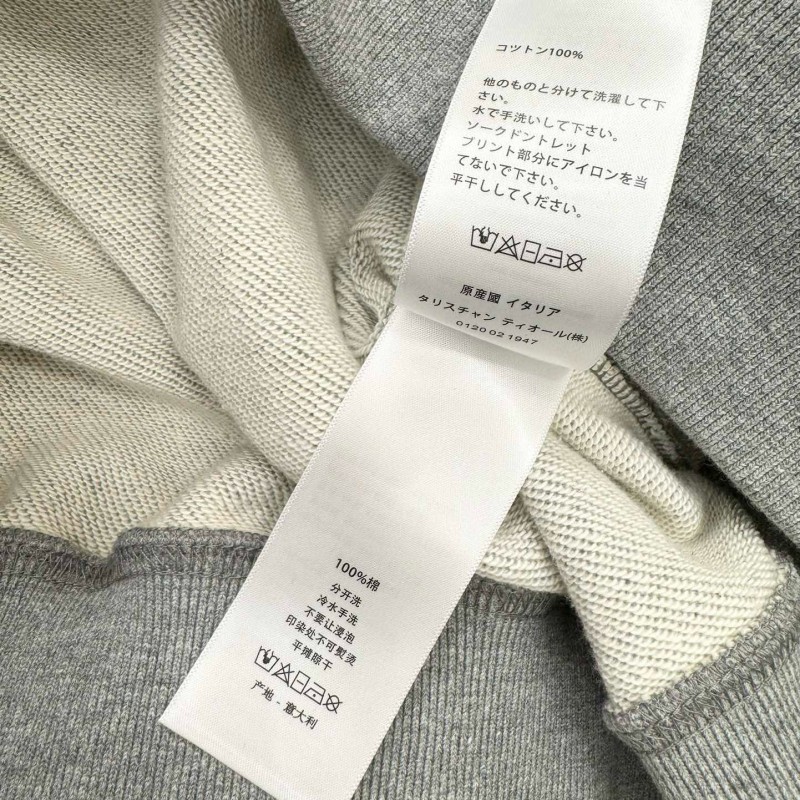 コットン100%
他のものと分けて洗濯して下
さい。
水で手洗いして下さい。
ソークドントレット
プリント部分にアイロンを当
てないで下さい。
平干ししてください。
原産國 イタリア
タリスチャン ティオール(株)
0120 02 1947
100%棉
分开洗
冷水手洗
不要让浸泡
印染处不可熨烫
平摊晾干
产地 - 意大利